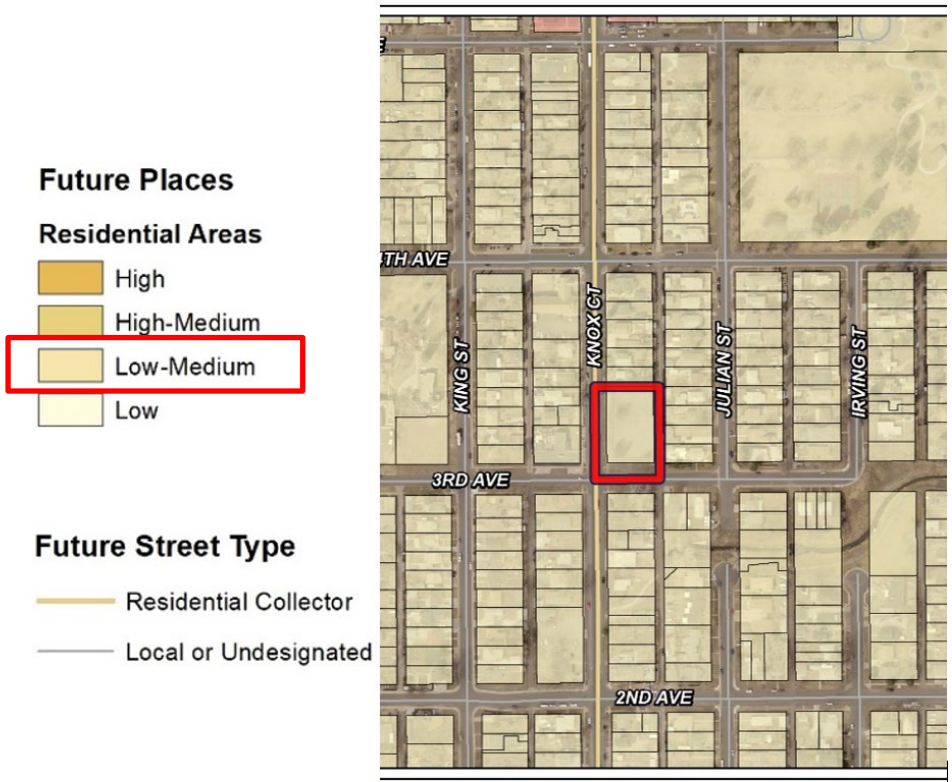 Future Places
Residential Areas
High
High-Medium
Low-Medium
Low
Future Street Type
Residential Collector
Local or Undesignated
4TH AVE
KING ST
KNOX CT
JULIAN ST
IRVING ST
3RD AVE
2ND AVE